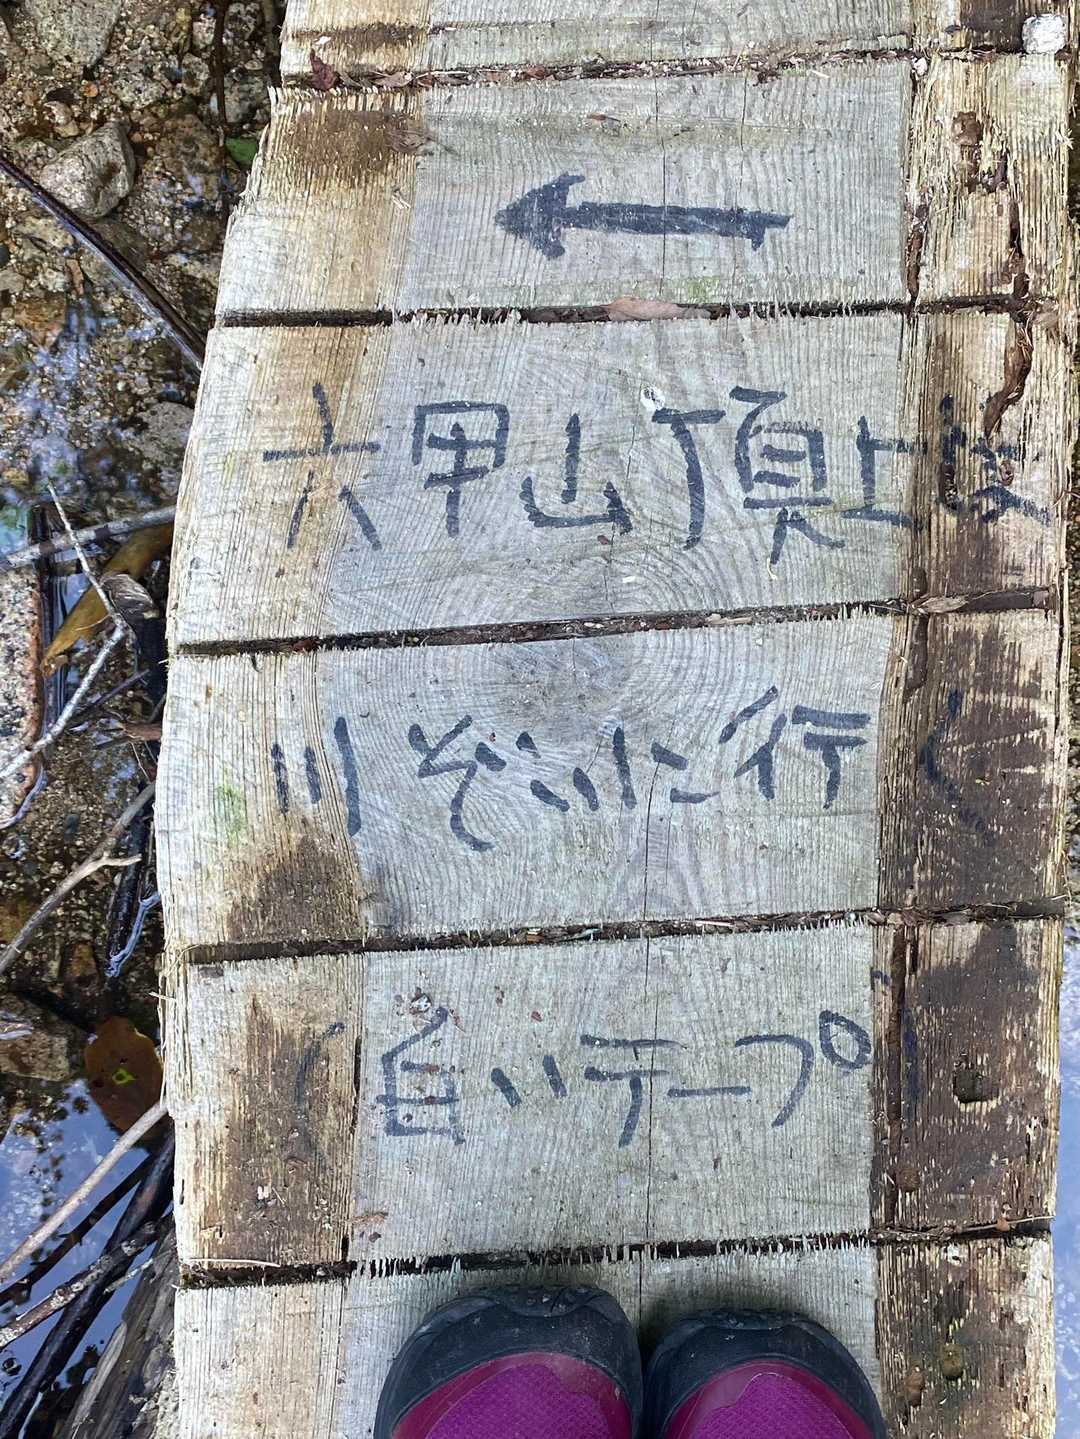 ←
六甲山頂上は
川ぞいに行く
(白いテープ)